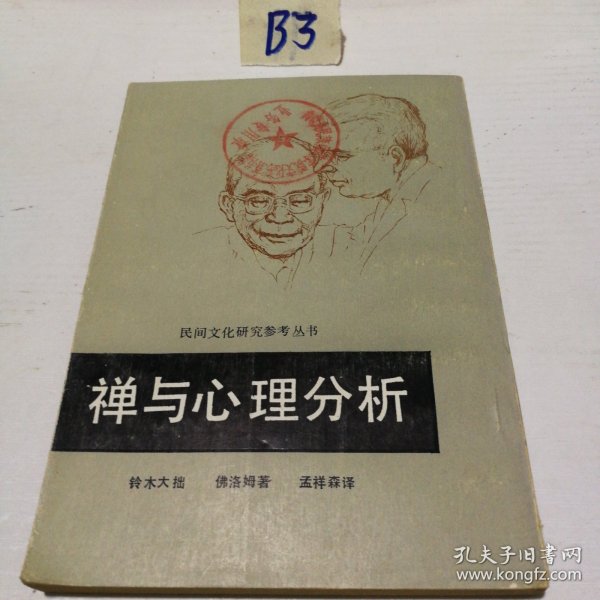 B3
民间文化研究参考丛书
禅与心理分析
铃木大拙 佛洛姆著 孟祥森译
孔夫子旧书网
www.kongfz.com